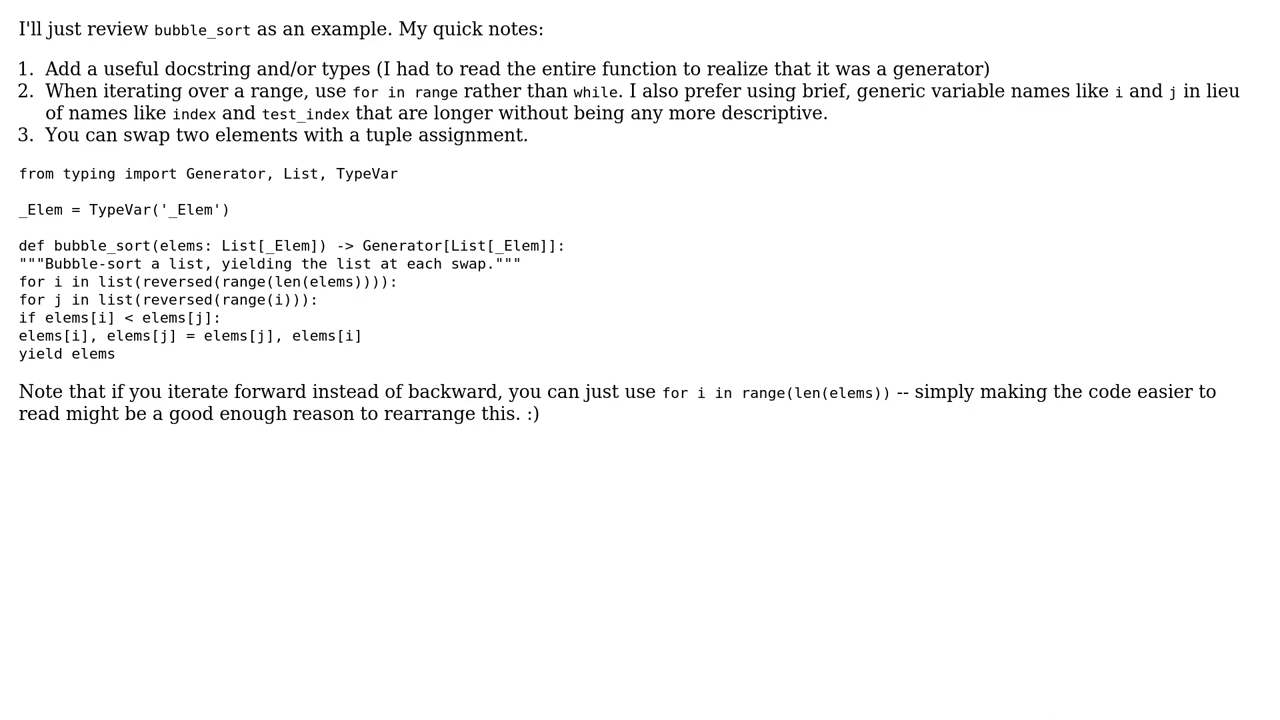 I'll just review bubble_sort as an example. My quick notes:
1. Add a useful docstring and/or types (I had to read the entire function to realize that it was a generator)
2. When iterating over a range, use for in range rather than while. I also prefer using brief, generic variable names like i and j in lieu
of names like index and test_index that are longer without being any more descriptive.
3. You can swap two elements with a tuple assignment.
from typing import Generator, List, TypeVar
_Elem = TypeVar('_Elem')
def bubble_sort(elems: List[_Elem]) -> Generator[List[_Elem]]:
"""Bubble-sort a list, yielding the list at each swap."""
for i in list(reversed(range(len(elems)))):
for j in list(reversed(range(i))):
if elems[i] < elems[j]:
elems[i], elems[j] = elems[j], elems[i]
yield elems
Note that if you iterate forward instead of backward, you can just use for i in range(len(elems)) -- simply making the code easier to
read might be a good enough reason to rearrange this. :)